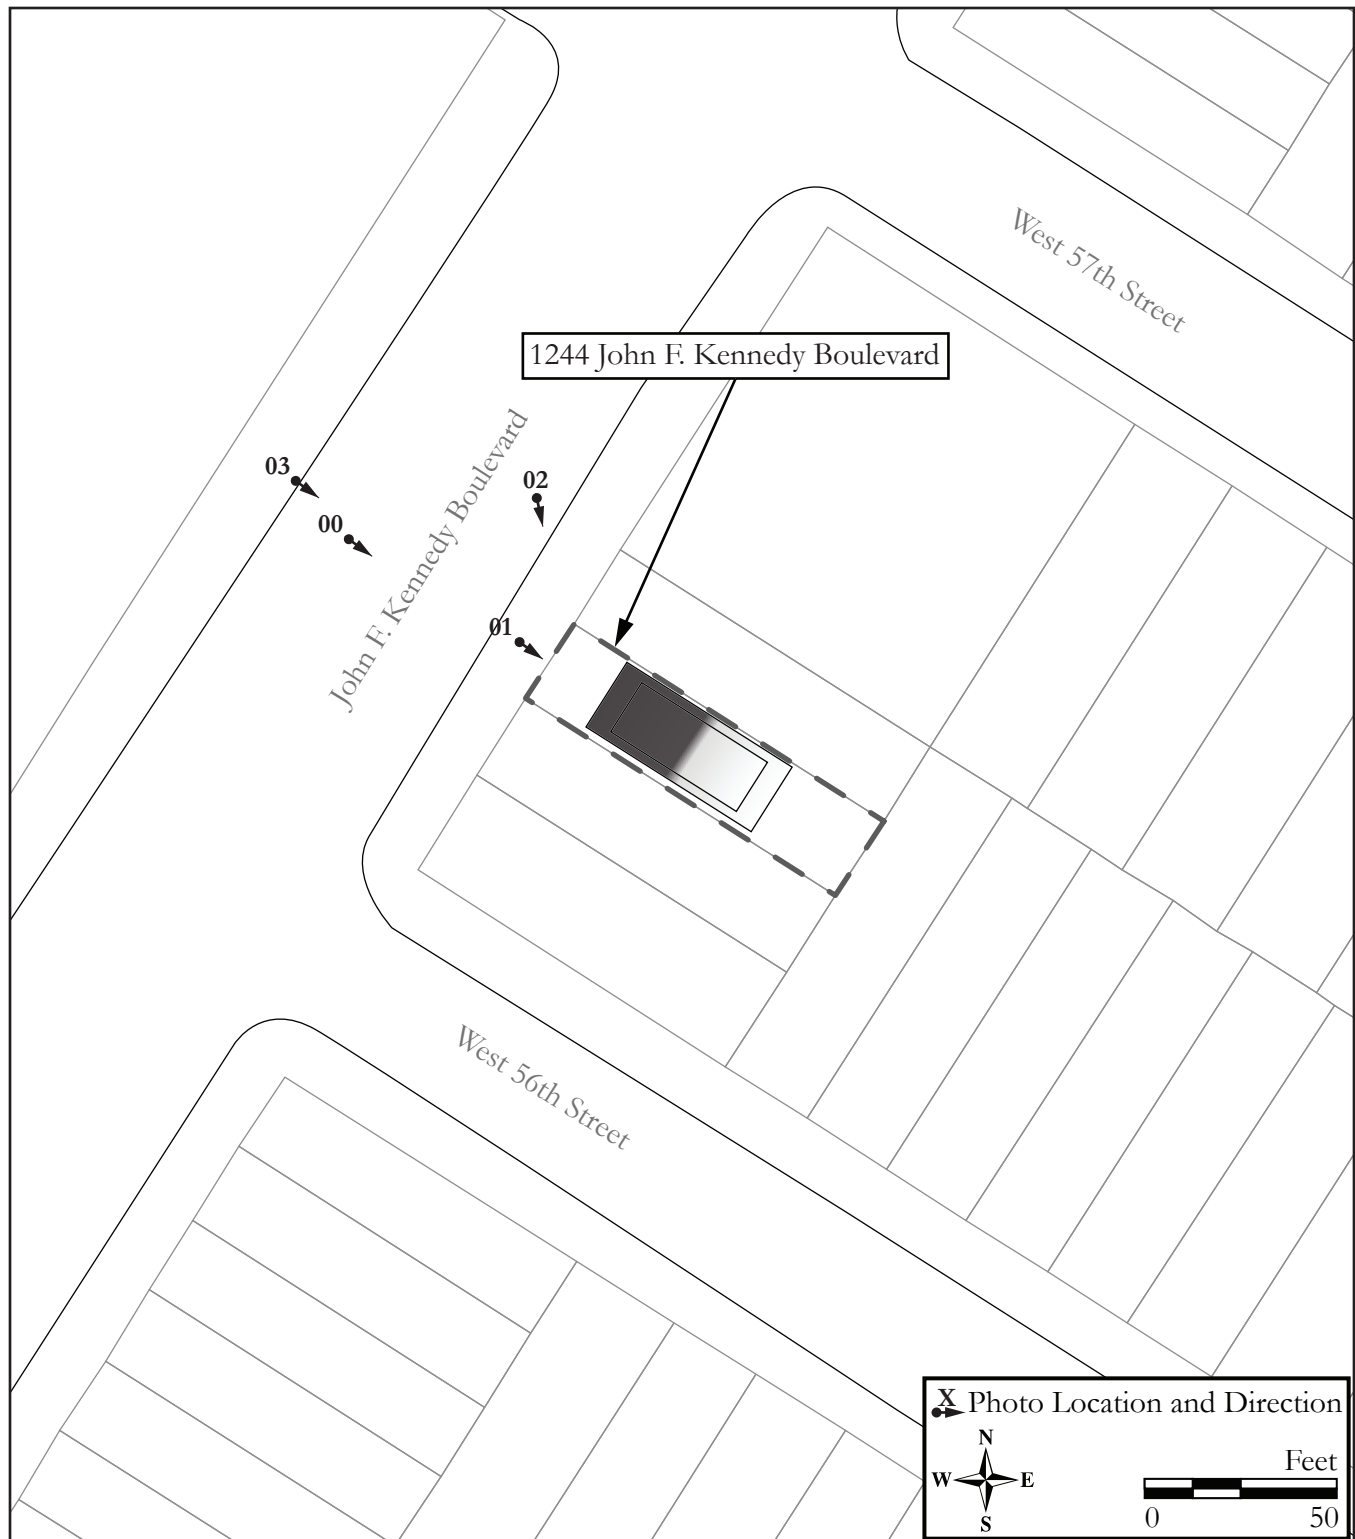 West 57th Street
1244 John F. Kennedy Boulevard
John F. Kennedy Boulevard
03
02
00
01
West 56th Street
X Photo Location and Direction
N
W E
S
Feet
0 50